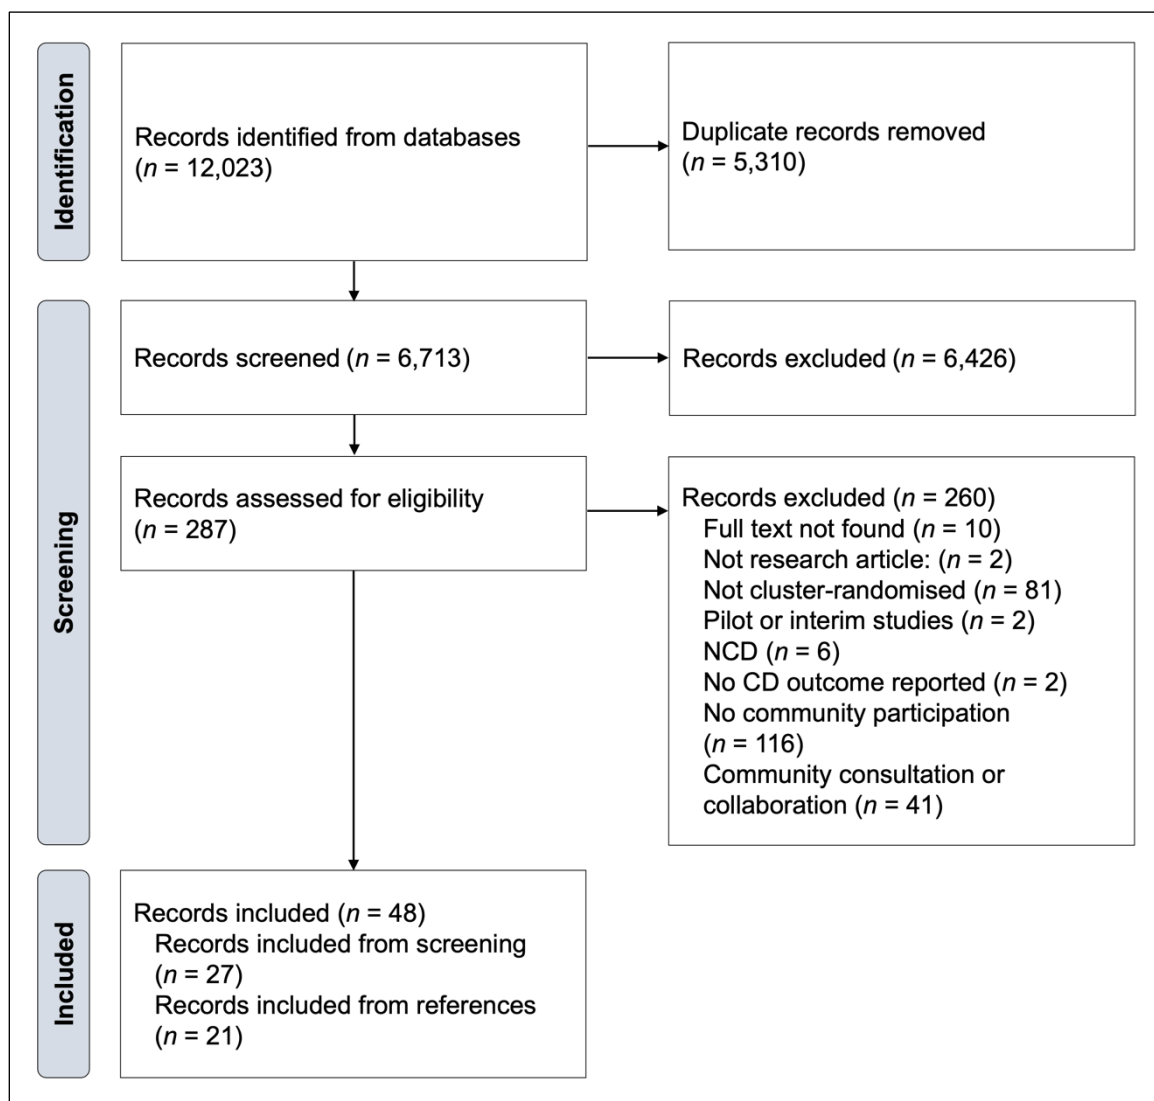 Identification
Records identified from databases
(n = 12,023)
Duplicate records removed
(n = 5,310)
Screening
Records screened (n = 6,713)
Records excluded (n = 6,426)
Records assessed for eligibility
(n = 287)
Records excluded (n = 260)
Full text not found (n = 10)
Not research article: (n = 2)
Not cluster-randomised (n = 81)
Pilot or interim studies (n = 2)
NCD (n = 6)
No CD outcome reported (n = 2)
No community participation
(n = 116)
Community consultation or
collaboration (n = 41)
Included
Records included (n = 48)
Records included from screening
(n = 27)
Records included from references
(n = 21)